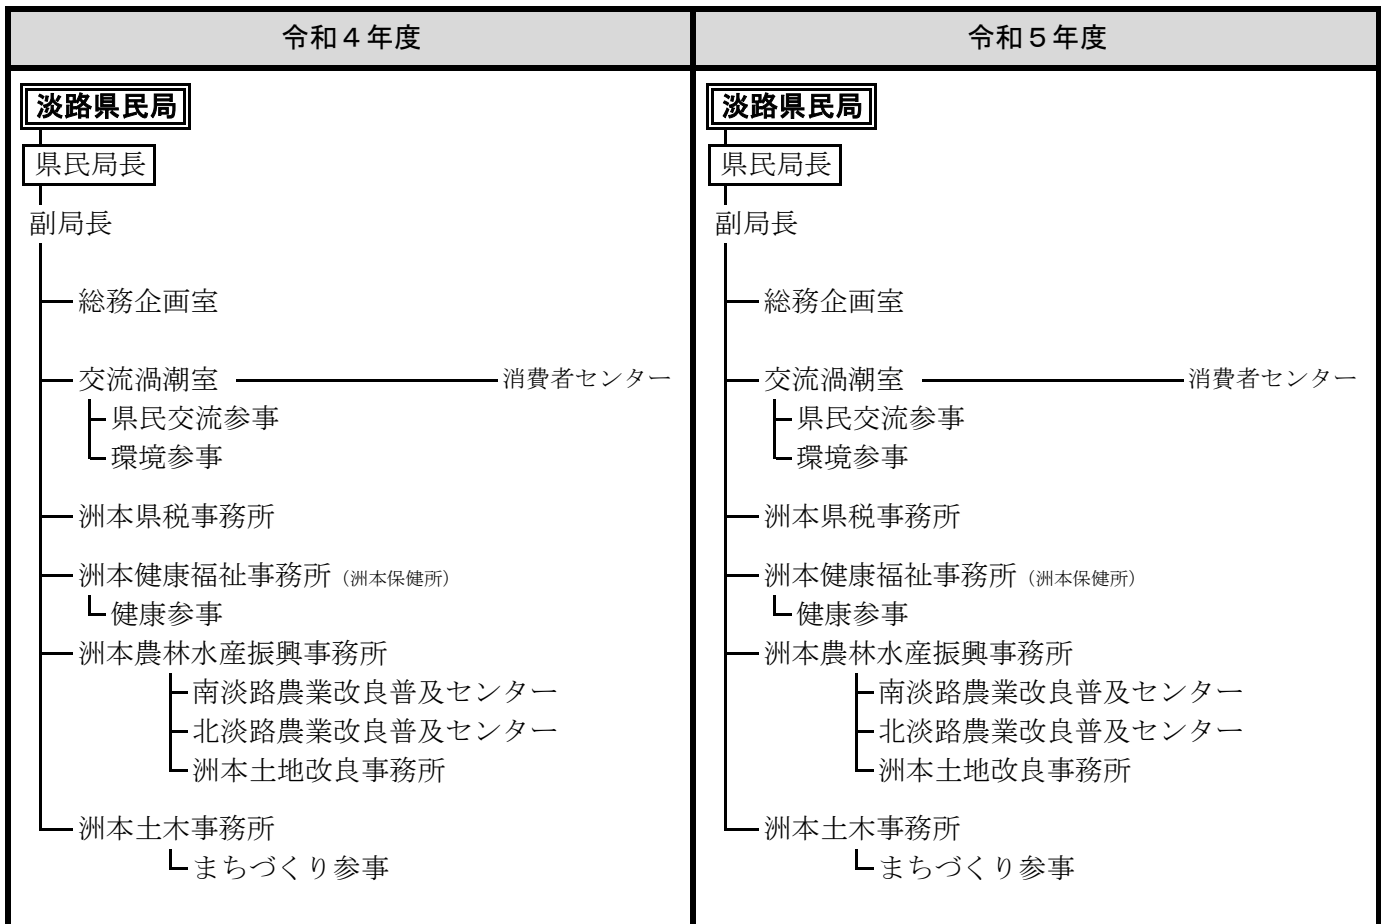 令和４年度
淡路県民局
県民局長
副局長
総務企画室
交流渦潮室 消費者センター
県民交流参事
環境参事
洲本県税事務所
洲本健康福祉事務所（洲本保健所）
健康参事
洲本農林水産振興事務所
南淡路農業改良普及センター
北淡路農業改良普及センター
洲本土地改良事務所
洲本土木事務所
まちづくり参事
令和５年度
淡路県民局
県民局長
副局長
総務企画室
交流渦潮室 消費者センター
県民交流参事
環境参事
洲本県税事務所
洲本健康福祉事務所（洲本保健所）
健康参事
洲本農林水産振興事務所
南淡路農業改良普及センター
北淡路農業改良普及センター
洲本土地改良事務所
洲本土木事務所
まちづくり参事